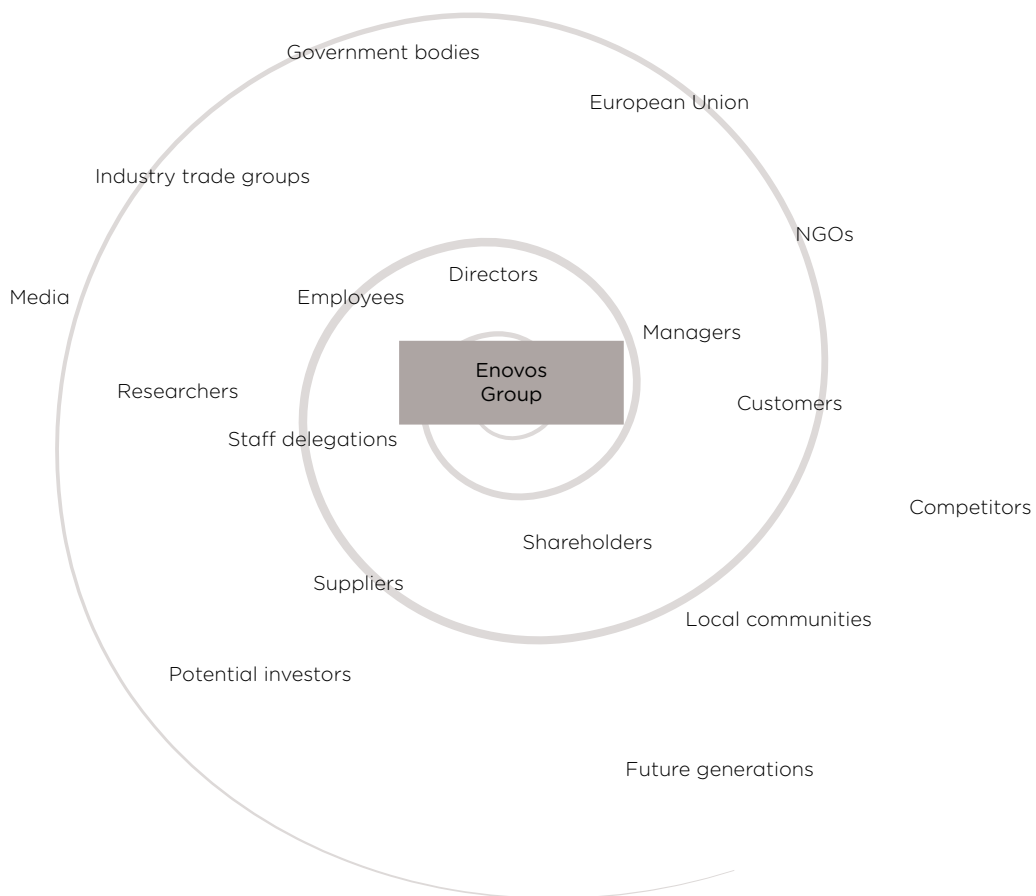 Government bodies
European Union
Industry trade groups
NGOs
Directors
Media
Employees
Managers
Enovos
Group
Researchers
Customers
Staff delegations
Competitors
Shareholders
Suppliers
Local communities
Potential investors
Future generations